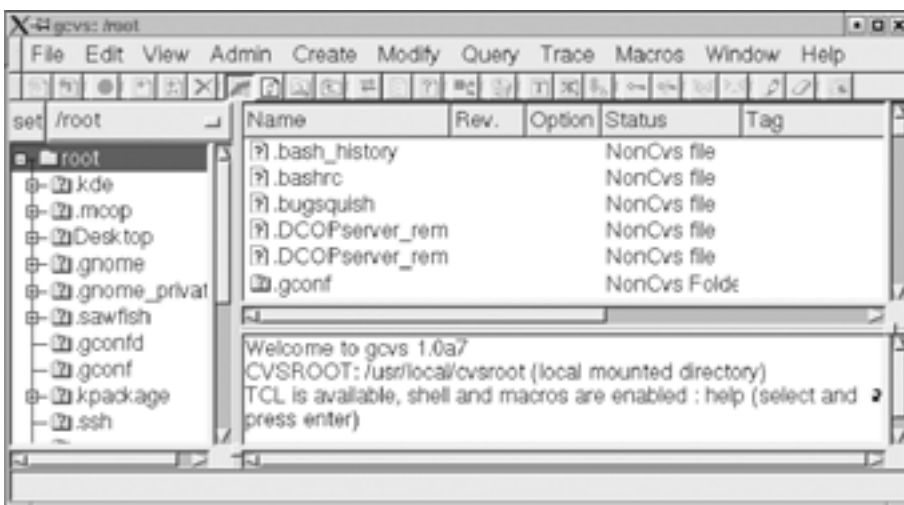 gcvs: /root
File Edit View Admin Create Modify Query Trace Macros Window Help
set /root
root
.kde
.mcop
Desktop
.gnome
.gnome_privat
.sawfish
.gconfd
.gconf
.kpackage
.ssh
Name Rev. Option Status Tag
.bash_history NonCvs file
.bashrc NonCvs file
.bugsquish NonCvs file
.DCOPserver_rem NonCvs file
.DCOPserver_rem NonCvs file
.gconf NonCvs Folde
Welcome to gcvs 1.0a7
CVSROOT: /usr/local/cvsroot (local mounted directory)
TCL is available, shell and macros are enabled : help (select and
press enter)